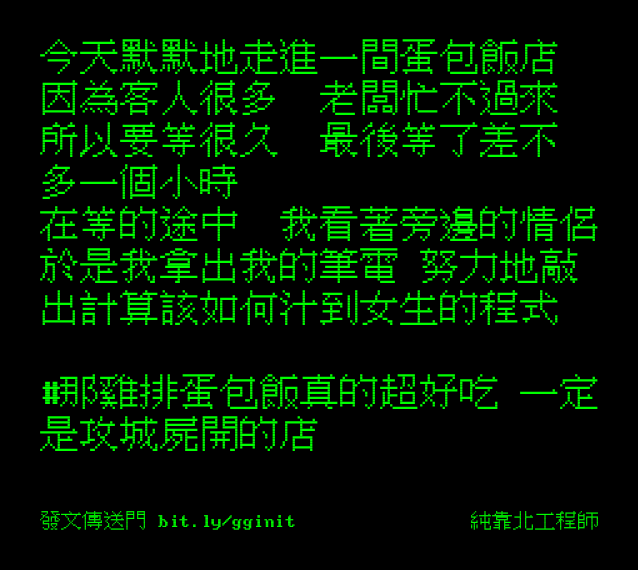 今天默默地走進一間蛋包飯店
因為客人很多　老闆忙不過來
所以要等很久　最後等了差不
多一個小時
在等的途中　我看著旁邊的情侶
於是我拿出我的筆電 努力地敲
出計算該如何汁到女生的程式
#那雞排蛋包飯真的超好吃 一定
是攻城屍開的店
發文傳送門 bit.ly/gginit
純靠北工程師